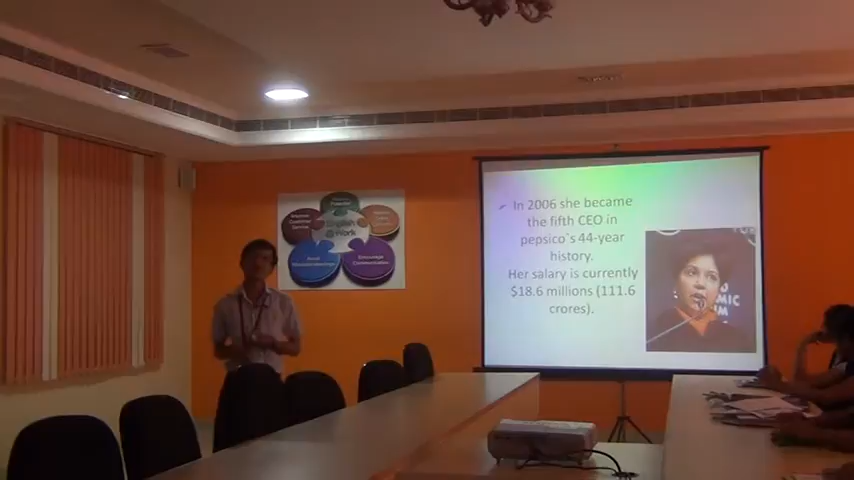 English
@Work
In 2006 she became
the fifth CEO in
pepsico`s 44-year
history.
Her salary is currently
$18.6 millions (111.6
crores).